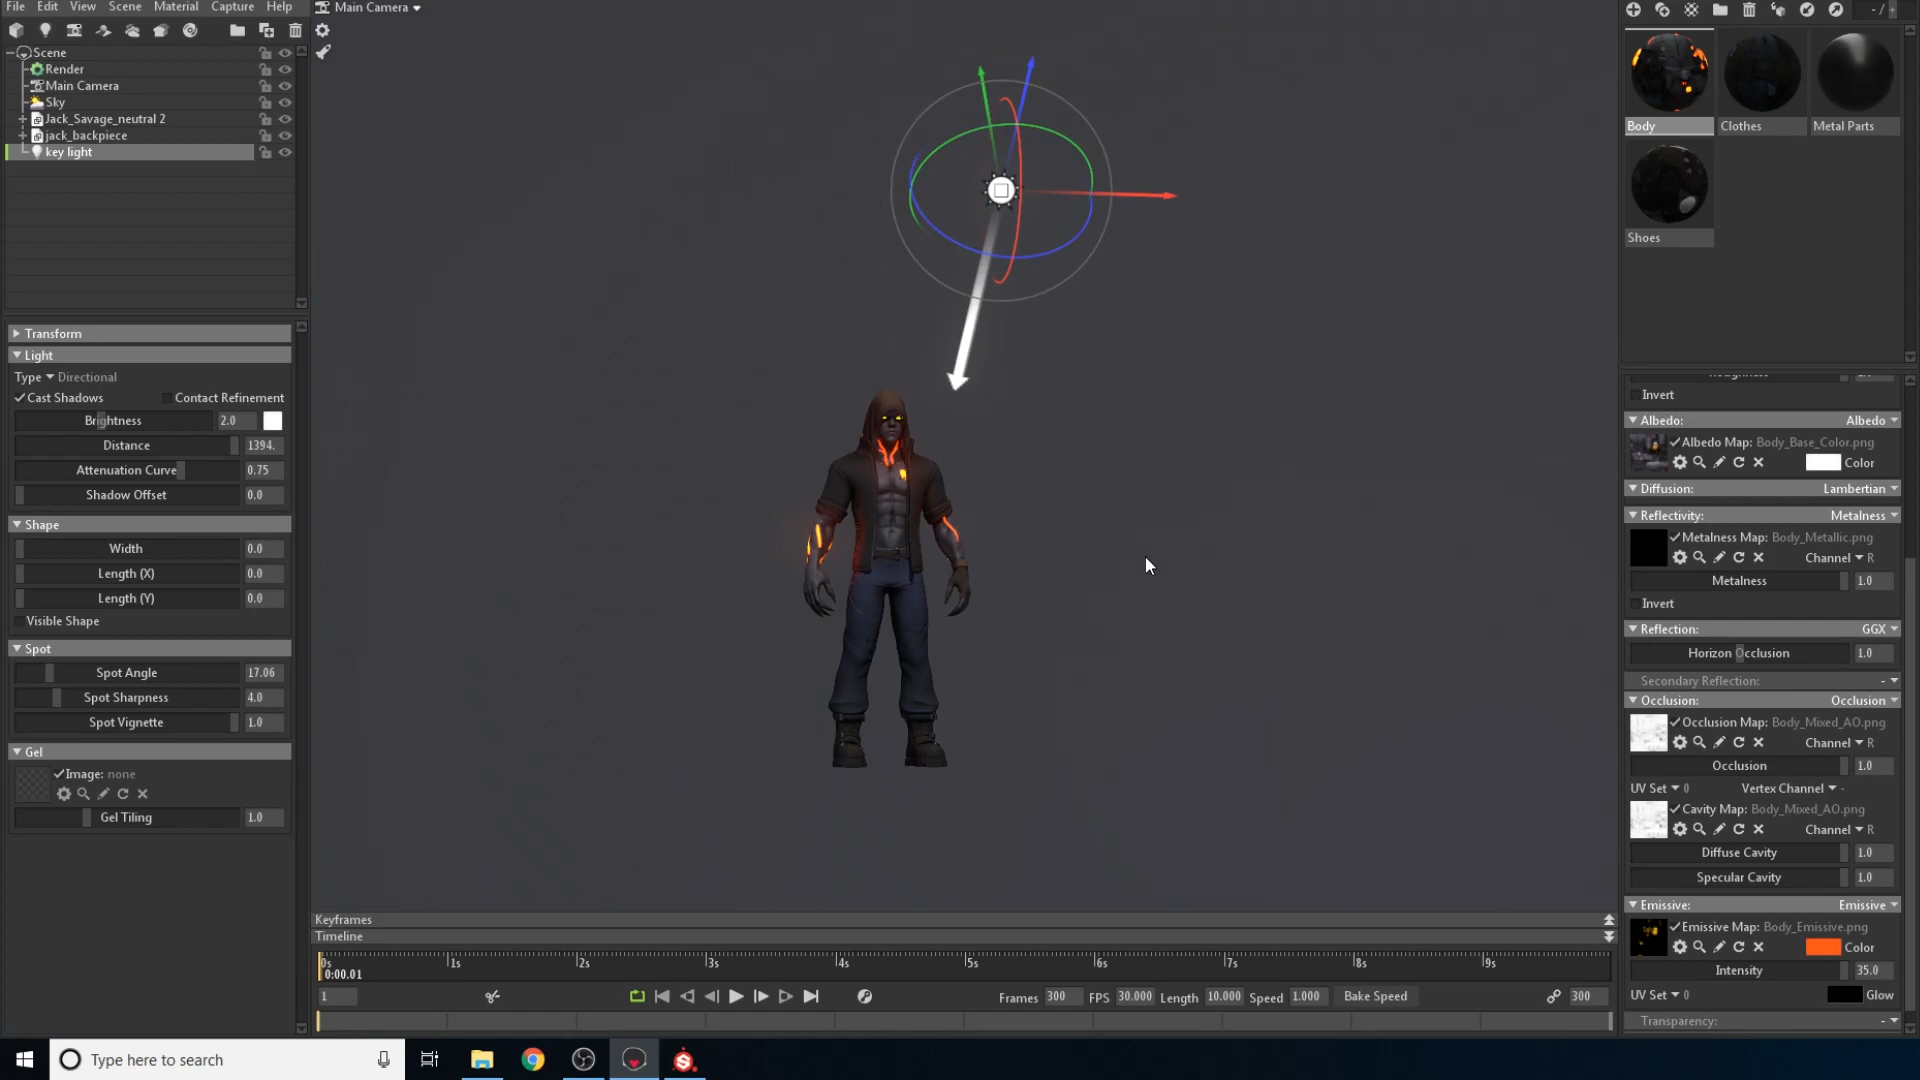 File Edit View Scene Material Capture Help
Main Camera
- / +
Scene
Render
Main Camera
Sky
Jack_Savage_neutral 2
jack_backpiece
key light
Body
Clothes
Metal Parts
Shoes
Transform
Light
Type Directional
Cast Shadows Contact Refinement
Brightness 2.0
Distance 1394.
Attenuation Curve 0.75
Shadow Offset 0.0
Shape
Width 0.0
Length (X) 0.0
Length (Y) 0.0
Visible Shape
Spot
Spot Angle 17.06
Spot Sharpness 4.0
Spot Vignette 1.0
Gel
Image: none
Gel Tiling 1.0
Invert
Albedo: Albedo
Albedo Map: Body_Base_Color.png
Color
Diffusion: Lambertian
Reflectivity: Metalness
Metalness Map: Body_Metallic.png
Channel R
Metalness 1.0
Invert
Reflection: GGX
Horizon Occlusion 1.0
Secondary Reflection: -
Occlusion: Occlusion
Occlusion Map: Body_Mixed_AO.png
Channel R
Occlusion 1.0
UV Set 0 Vertex Channel -
Cavity Map: Body_Mixed_AO.png
Channel R
Diffuse Cavity 1.0
Specular Cavity 1.0
Emissive: Emissive
Emissive Map: Body_Emissive.png
Color
Intensity 35.0
UV Set 0 Glow
Transparency: -
Keyframes
Timeline
0s 1s 2s 3s 4s 5s 6s 7s 8s 9s
0:00.01
1 Frames 300 FPS 30.000 Length 10.000 Speed 1.000 Bake Speed 300
Type here to search